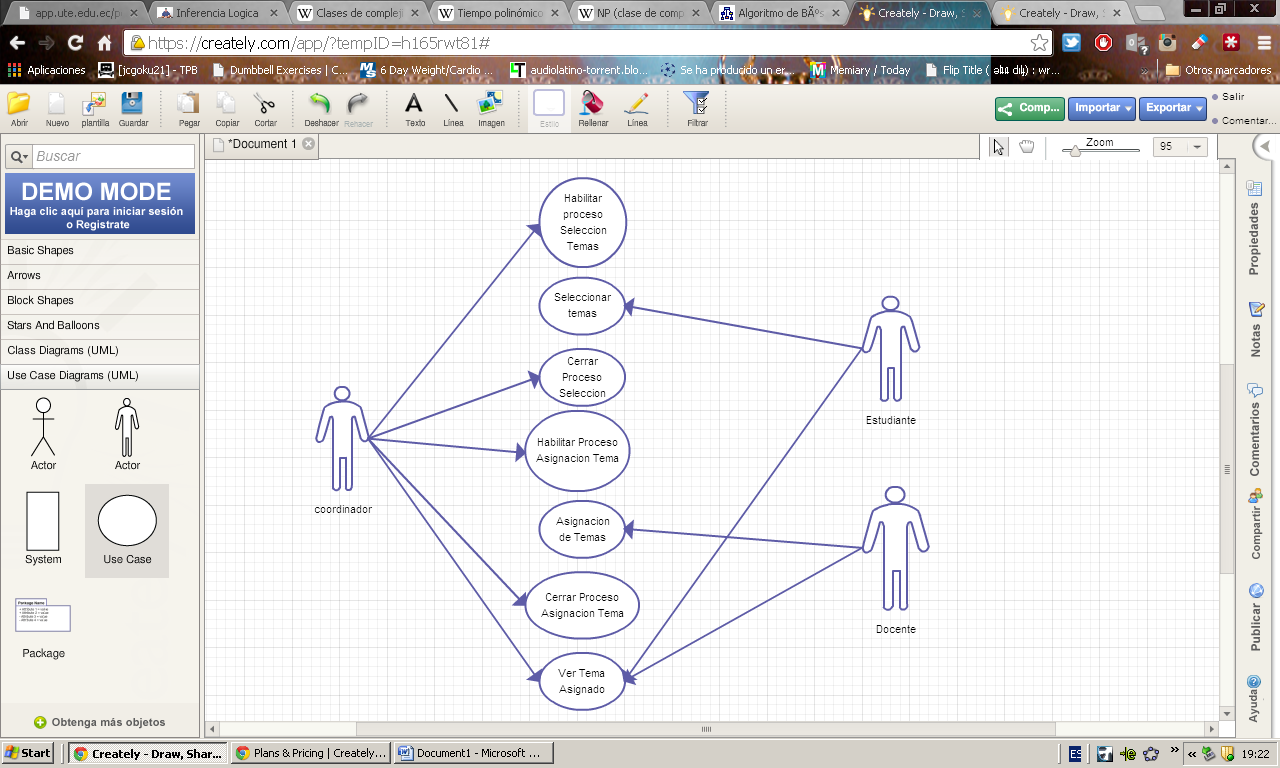 app.ute.edu.ec/p
Inferencia Logica
Clases de complej
Tiempo polinómico
NP (clase de comp
Algoritmo de BÃºs
Creately - Draw, S
Creately - Draw, S
https://creately.com/app/?tempID=h165rwt81#
Aplicaciones
[jcgoku21] - TPB
Dumbbell Exercises | C...
6 Day Weight/Cardio ...
audiolatino-torrent.blo...
Se ha producido un er...
Memiary / Today
Flip Title
: wr...
Otros marcadores
Abrir
Nuevo
plantilla
Guardar
Pegar
Copiar
Cortar
Deshacer
Rehacer
Texto
Línea
Imagen
Estilo
Rellenar
Línea
Filtrar
Comp...
Importar
Exportar
Salir
Comentar...
Buscar
*Document 1
Zoom
95
DEMO MODE
Haga clic aquí para iniciar sesión
o Registrate
Basic Shapes
Arrows
Block Shapes
Stars And Balloons
Class Diagrams (UML)
Use Case Diagrams (UML)
Actor
Actor
System
Use Case
Package Name
Package
Obtenga más objetos
Habilitar
proceso
Seleccion
Temas
Seleccionar
temas
Cerrar
Proceso
Seleccion
Habilitar Proceso
Asignacion Tema
Asignacion
de Temas
Cerrar Proceso
Asignacion Tema
Ver Tema
Asignado
coordinador
Estudiante
Docente
Propiedades
Notas
Comentarios
Compartir
Publicar
Ayuda
Start
Creately - Draw, Shar...
Plans & Pricing | Creately...
Document1 - Microsoft ...
ES
19:22